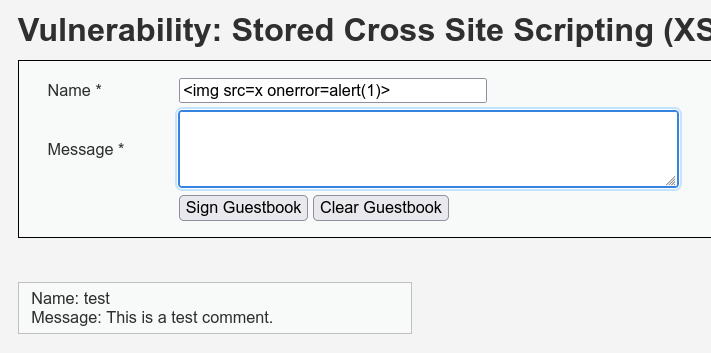 Vulnerability: Stored Cross Site Scripting (XS
Name * <img src=x onerror=alert(1)>
Message *
Sign Guestbook Clear Guestbook
Name: test
Message: This is a test comment.